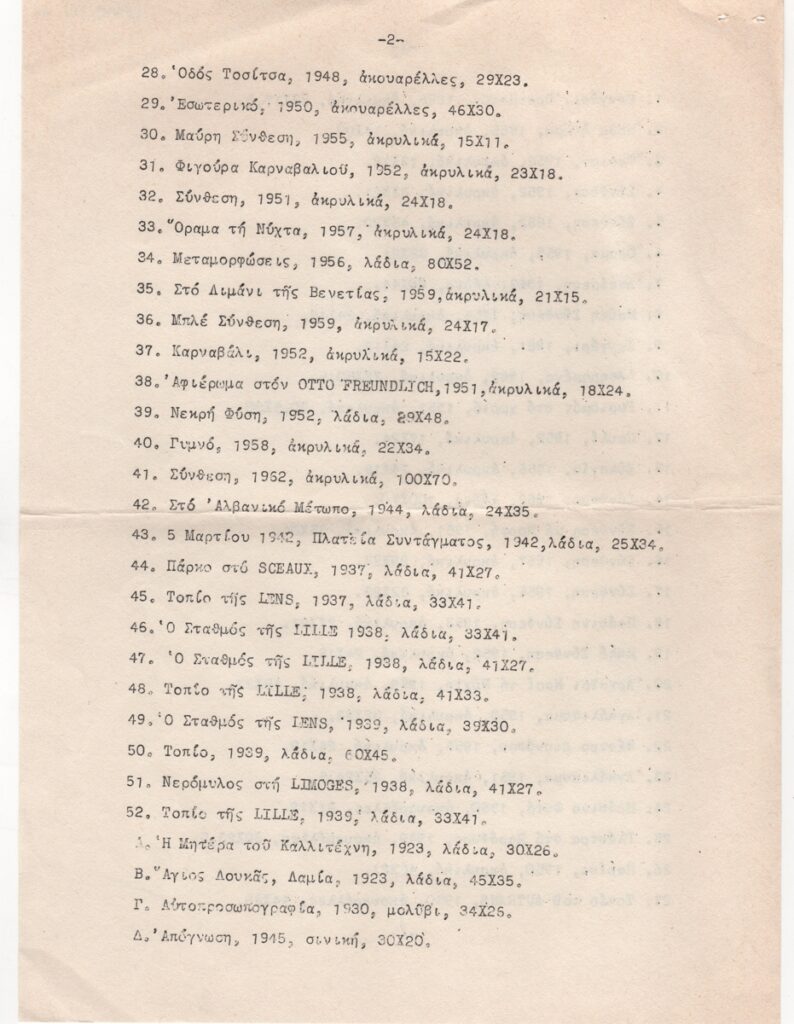 -2-
28. Ὁδός Τοσίτσα, 1948, ἀκουαρέλλες, 29Χ23.
29. Ἐσωτερικό, 1950, ἀκουαρέλλες, 46Χ30.
30. Μαύρη Σύνθεση, 1955, ἀκρυλικά, 15Χ11.
31. Φιγούρα Καρναβαλιοῦ, 1952, ἀκρυλικά, 23Χ18.
32. Σύνθεση, 1951, ἀκρυλικά, 24Χ18.
33. Ὅραμα τή Νύχτα, 1957, ἀκρυλικά, 24Χ18.
34. Μεταμορφώσεις, 1956, λάδια, 80Χ52.
35. Στό Λιμάνι τῆς Βενετίας, 1959,ἀκρυλικά, 21Χ15.
36. Μπλέ Σύνθεση, 1959, ἀκρυλικά, 24Χ17.
37. Καρναβάλι, 1952, ἀκρυλικά, 15Χ22.
38. Ἀφιέρωμα στόν OTTO FREUNDLICH,1951,ἀκρυλικά, 18Χ24.
39. Νεκρή Φύση, 1952, λάδια, 29Χ48.
40. Γυμνό, 1958, ἀκρυλικά, 22Χ34.
41. Σύνθεση, 1962, ἀκρυλικά, 100Χ70.
42. Στό Ἀλβανικό Μέτωπο, 1944, λάδια, 24Χ35.
43. 5 Μαρτίου 1942, Πλατεία Συντάγματος, 1942,λάδια, 25Χ34.
44. Πάρκο στό SCEAUX, 1937, λάδια, 41Χ27.
45. Τοπίο τῆς LENS, 1937, λάδια, 33Χ41.
46. Ὁ Σταθμός τῆς LILLE 1938, λάδια, 33Χ41.
47. Ὁ Σταθμός τῆς LILLE, 1938, λάδια, 41Χ27.
48. Τοπίο τῆς LILLE, 1938, λάδια, 41Χ33.
49. Ὁ Σταθμός τῆς LENS, 1939, λάδια, 39Χ30.
50. Τοπίο, 1939, λάδια, 60Χ45.
51. Νερόμυλος στή LIMOGES, 1938, λάδια, 41Χ27.
52. Τοπίο τῆς LILLE, 1939, λάδια, 33Χ41.
Α. Ἡ Μητέρα τοῦ Καλλιτέχνη, 1923, λάδια, 30Χ26.
Β. Ἅγιος Λουκᾶς, Λαμία, 1923, λάδια, 45Χ35.
Γ. Αὐτοπροσωπογραφία, 1930, μολῦβι, 34Χ26.
Δ. Ἀπόγνωση, 1945, σινική, 30Χ20.